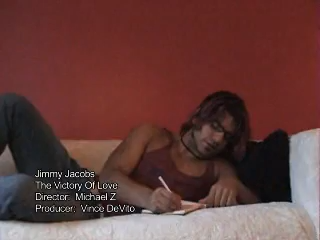 Jimmy Jacobs
The Victory Of Love
Director:  Michael Z
Producer:  Vince DeVito